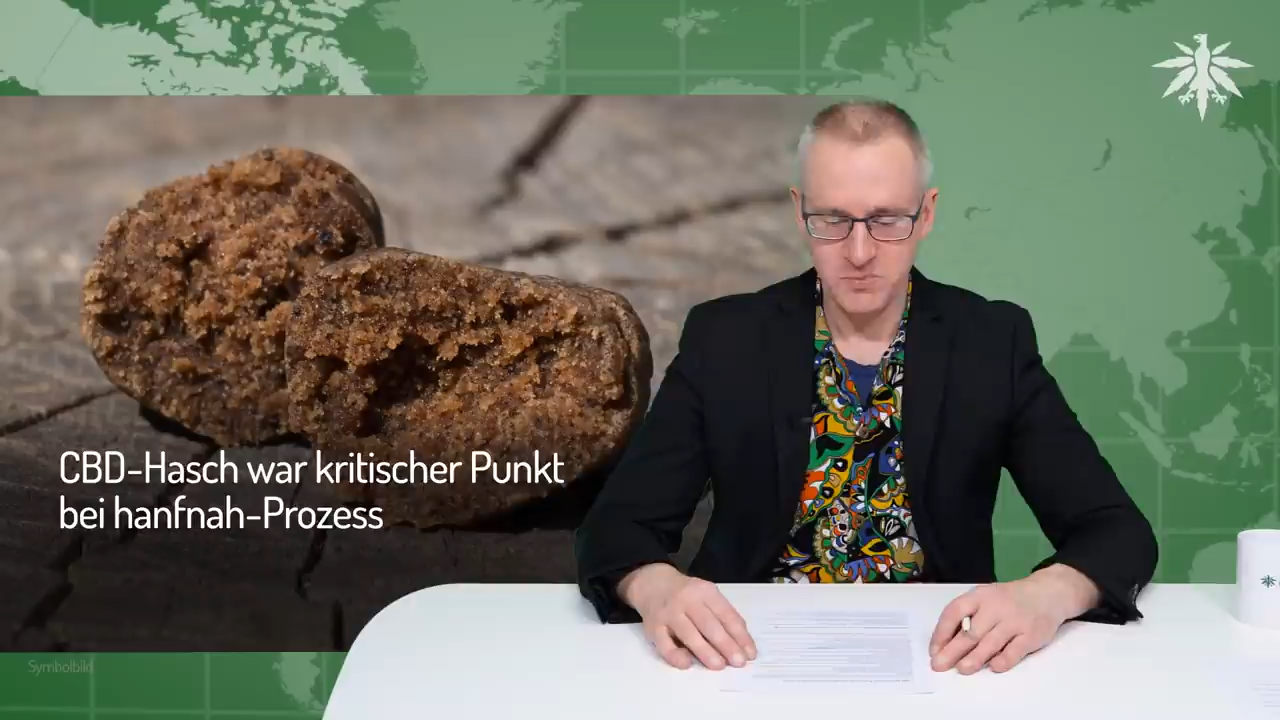 CBD-Hasch war kritischer Punkt
bei hanfnah-Prozess
Symbolbild